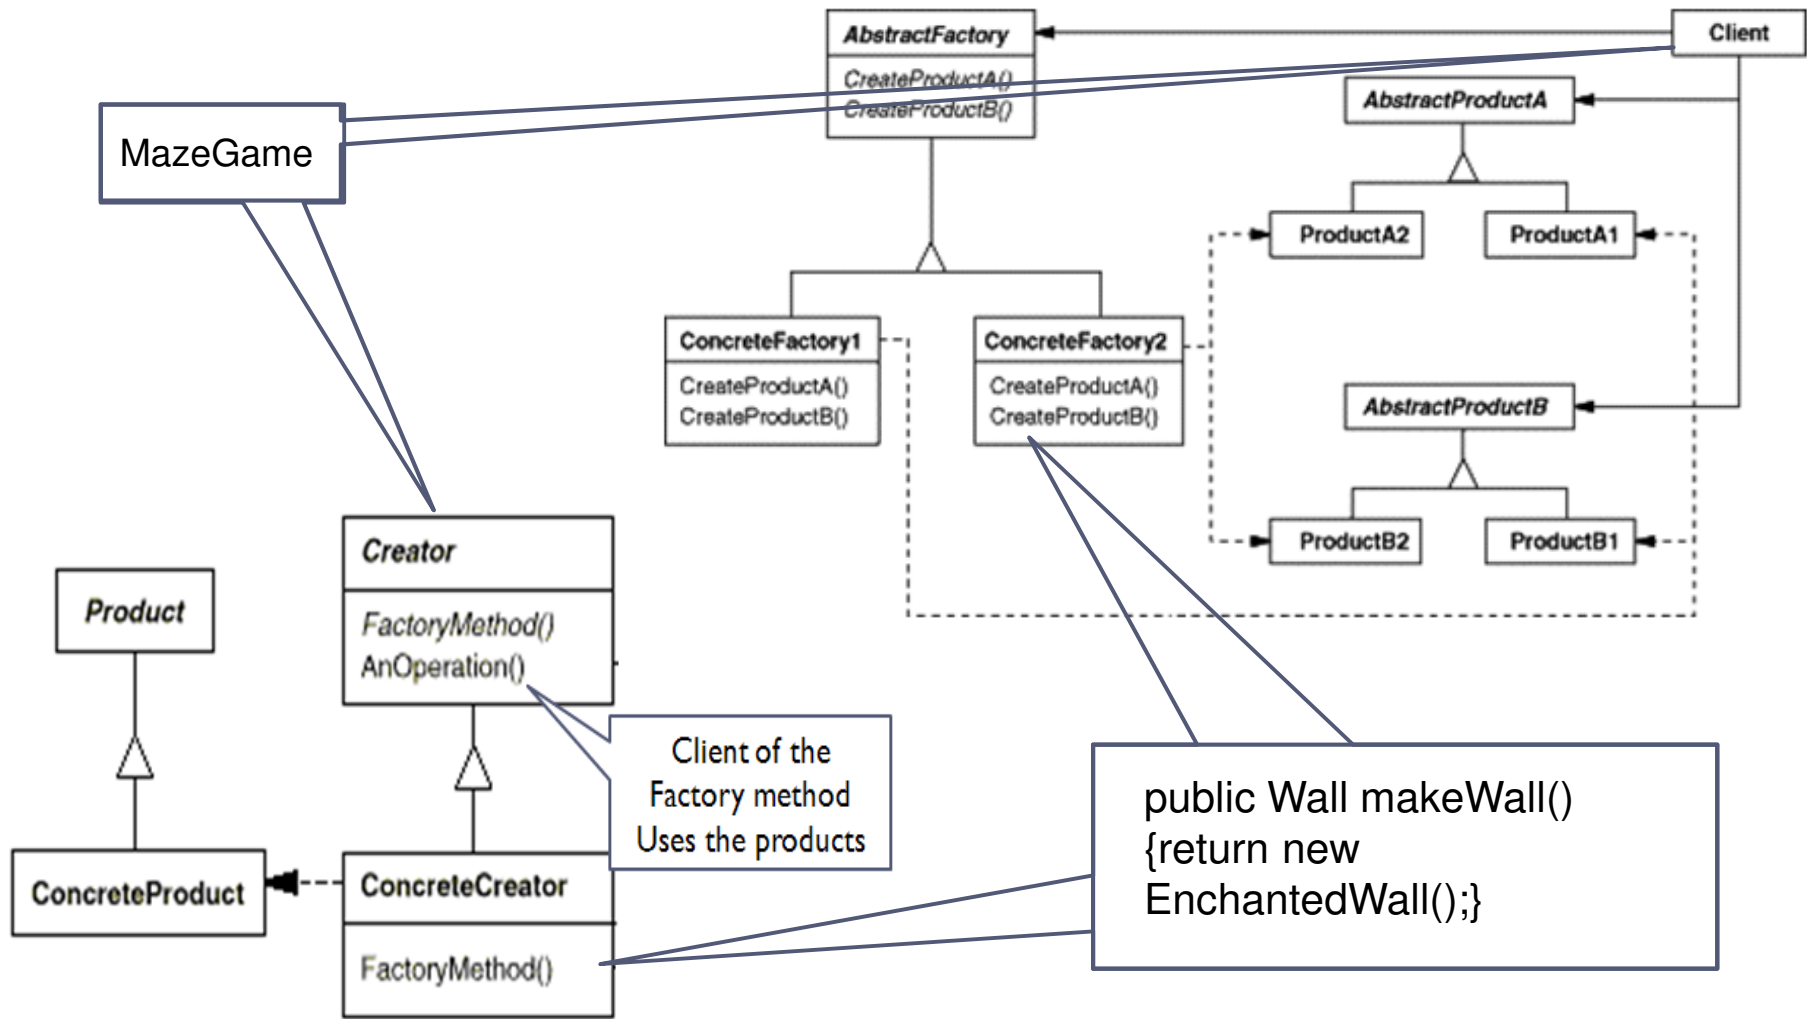 AbstractFactory
CreateProductA()
CreateProductB()
Client
AbstractProductA
MazeGame
ProductA2
ProductA1
ConcreteFactory1
CreateProductA()
CreateProductB()
ConcreteFactory2
CreateProductA()
CreateProductB()
AbstractProductB
ProductB2
ProductB1
Creator
FactoryMethod()
AnOperation()
Product
Client of the
Factory method
Uses the products
ConcreteProduct
ConcreteCreator
FactoryMethod()
public Wall makeWall()
{return new
EnchantedWall();}